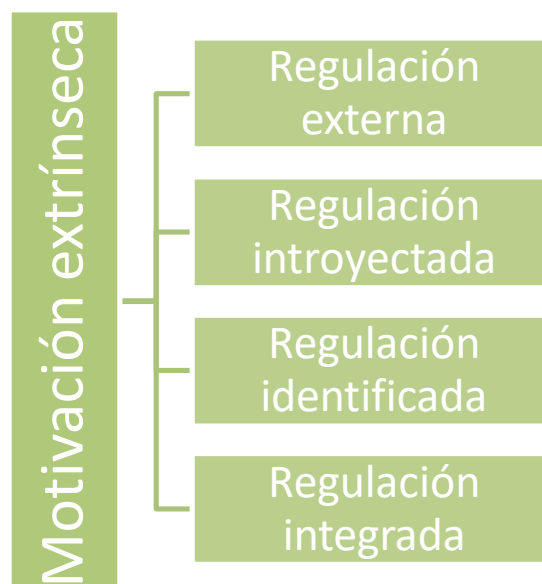 Motivación extrínseca
Regulación
externa
Regulación
introyectada
Regulación
identificada
Regulación
integrada